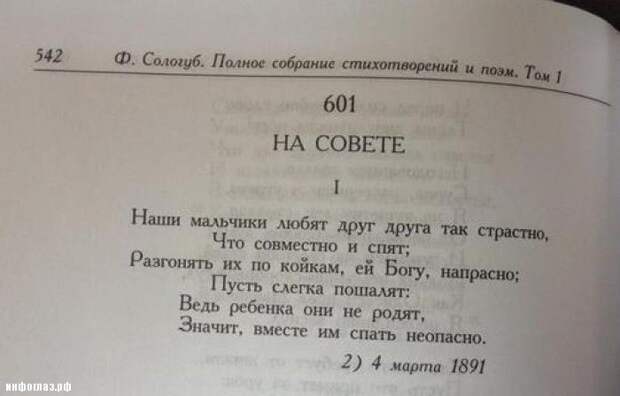 542 Ф. Сологуб. Полное собрание стихотворений и поэм. Том 1
601
НА СОВЕТЕ
I
Наши мальчики любят друг друга так страстно,
Что совместно и спят;
Разгонять их по койкам, ей Богу, напрасно;
Пусть слегка пошалят:
Ведь ребенка они не родят,
Значит, вместе им спать неопасно.
2) 4 марта 1891
инфоглаз.рф